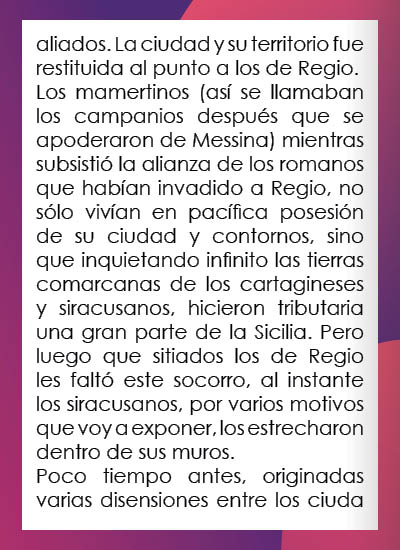 aliados. La ciudad y su territorio fue
restituida al punto a los de Regio.
Los mamertinos (así se llamaban
los campanios después que se
apoderaron de Messina) mientras
subsistió la alianza de los romanos
que habían invadido a Regio, no
sólo vivían en pacífica posesión
de su ciudad y contornos, sino
que inquietando infinito las tierras
comarcanas de los cartagineses
y siracusanos, hicieron tributaria
una gran parte de la Sicilia. Pero
luego que sitiados los de Regio
les faltó este socorro, al instante
los siracusanos, por varios motivos
que voy a exponer, los estrecharon
dentro de sus muros.
Poco tiempo antes, originadas
varias disensiones entre los ciuda